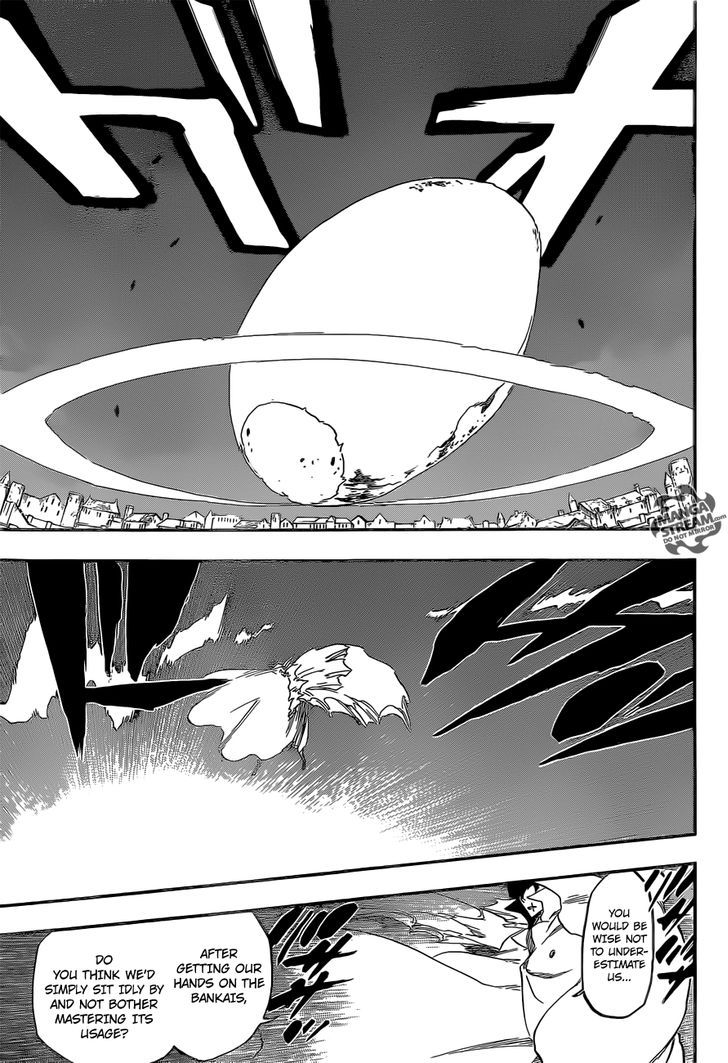 MANGA
STREAM.com
DO NOT MIRROR!
YOU
WOULD BE
WISE NOT
TO UNDER-
ESTIMATE
US...
AFTER
GETTING OUR
HANDS ON THE
BANKAIS,
DO
YOU THINK WE'D
SIMPLY SIT IDLY BY
AND NOT BOTHER
MASTERING ITS
USAGE?